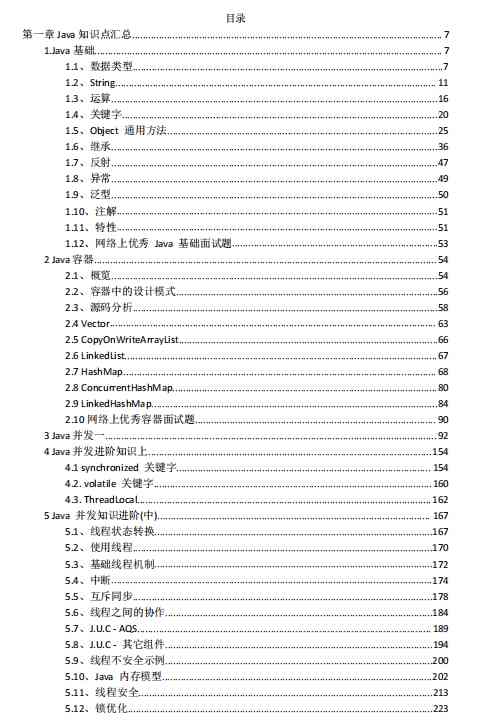 目录
第一章 Java 知识点汇总 7
1.Java 基础 7
1.1、数据类型 7
1.2、String 11
1.3、运算 16
1.4、关键字 20
1.5、Object 通用方法 25
1.6、继承 36
1.7、反射 47
1.8、异常 49
1.9、泛型 50
1.10、注解 51
1.11、特性 51
1.12、网络上优秀 Java 基础面试题 53
2 Java 容器 54
2.1、概览 54
2.2、容器中的设计模式 56
2.3、源码分析 58
2.4 Vector 63
2.5 CopyOnWriteArrayList 66
2.6 LinkedList 67
2.7 HashMap 68
2.8 ConcurrentHashMap 80
2.9 LinkedHashMap 84
2.10 网络上优秀容器面试题 90
3 Java 并发一 92
4 Java 并发进阶知识上 154
4.1 synchronized 关键字 154
4.2. volatile 关键字 160
4.3. ThreadLocal 162
5 Java 并发知识进阶(中) 167
5.1、线程状态转换 167
5.2、使用线程 170
5.3、基础线程机制 172
5.4、中断 174
5.5、互斥同步 178
5.6、线程之间的协作 184
5.7、J.U.C - AQS 189
5.8、J.U.C - 其它组件 194
5.9、线程不安全示例 200
5.10、Java 内存模型 202
5.11、线程安全 213
5.12、锁优化 223